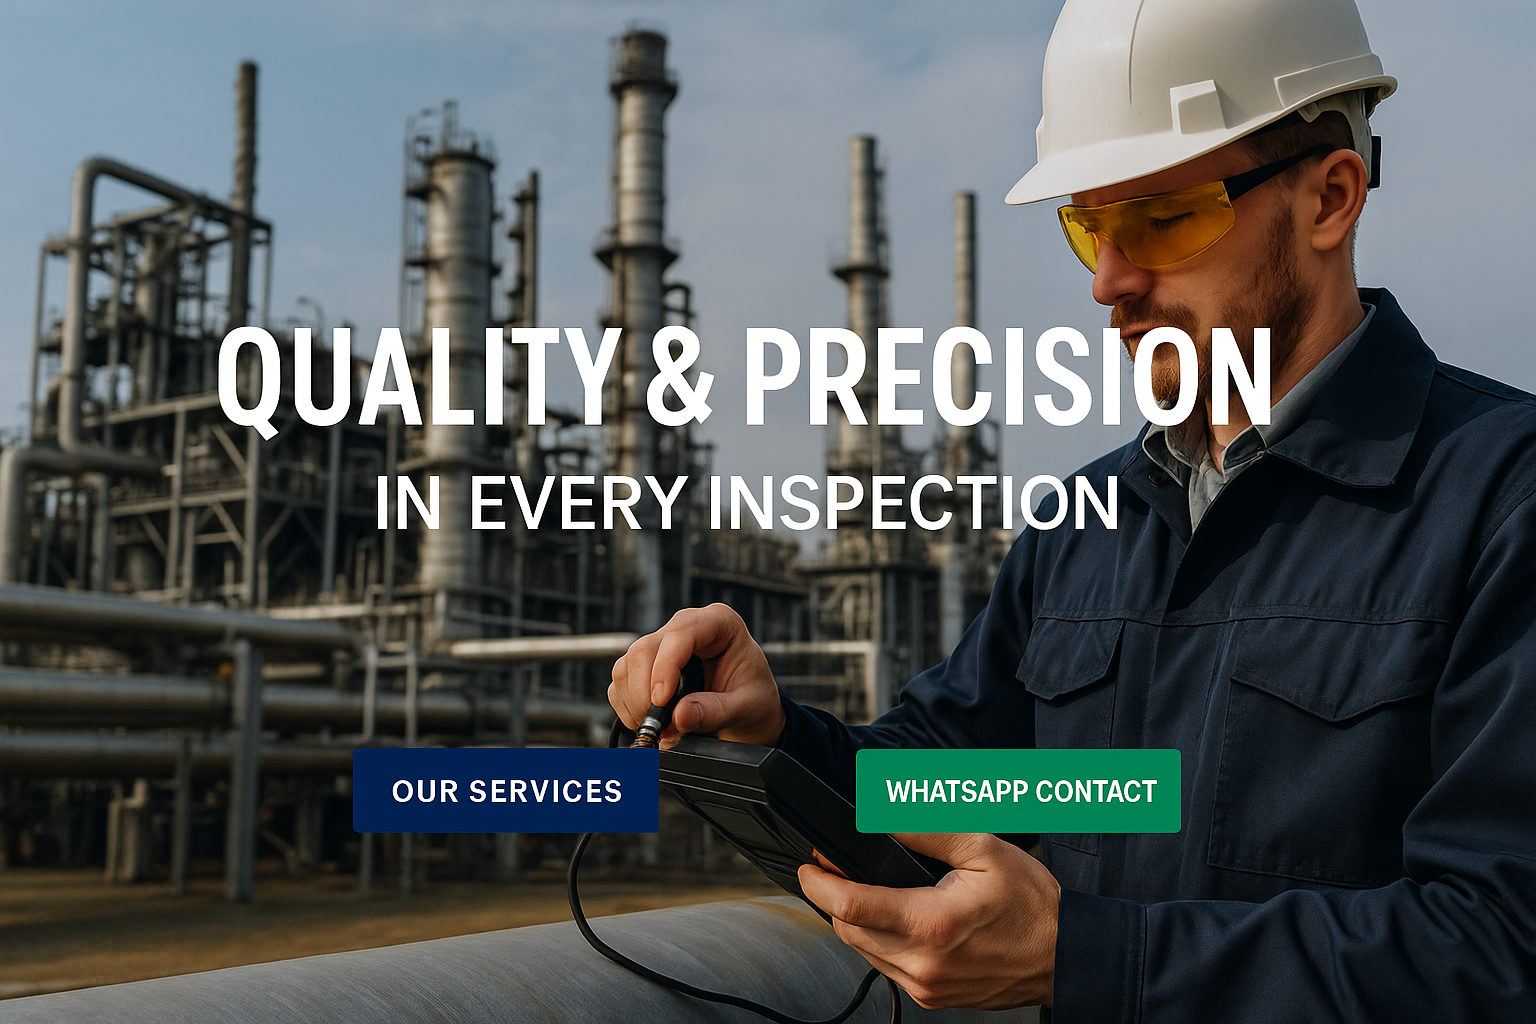 QUALITY & PRECISION
IN EVERY INSPECTION
OUR SERVICES
WHATSAPP CONTACT